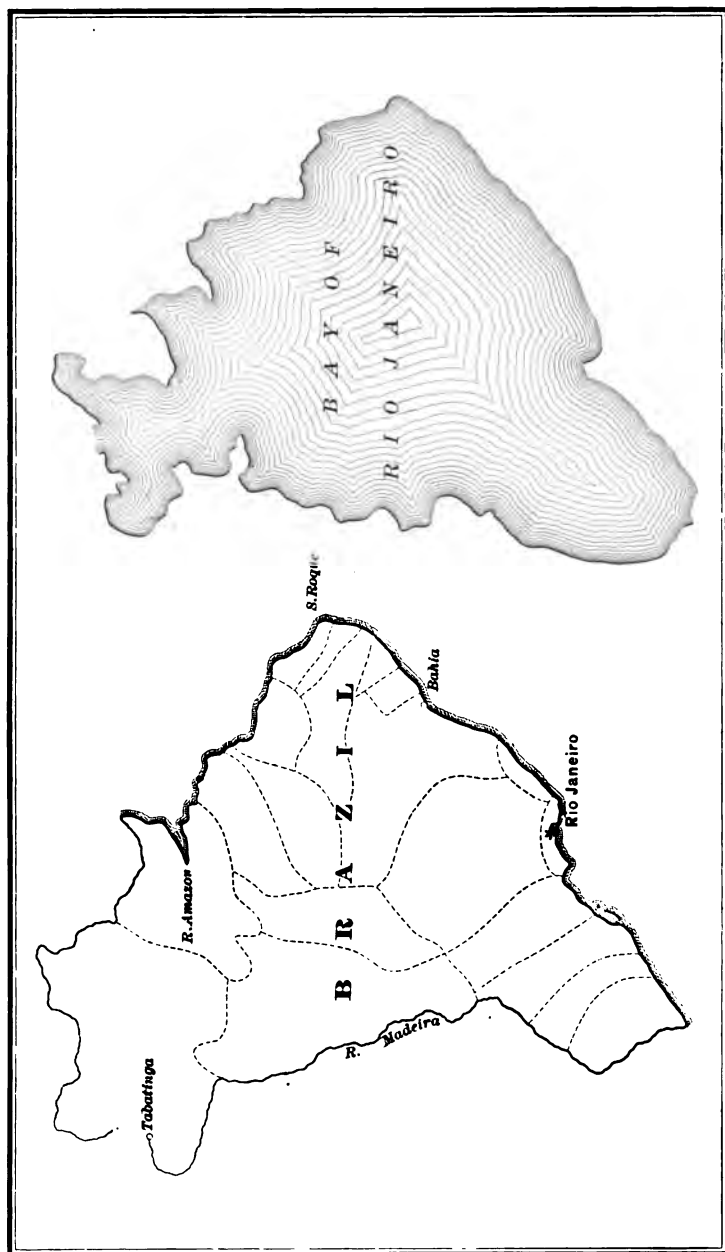 BAY OF
RIO JANEIRO
S. Roque
R. Amazon
Tabatinga
BRAZIL
R. Madeira
Bahia
Rio Janeiro